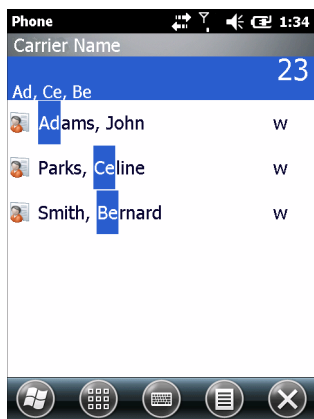 Phone 1:34
Carrier Name
23
Ad, Ce, Be
Adams, John w
Parks, Celine w
Smith, Bernard w